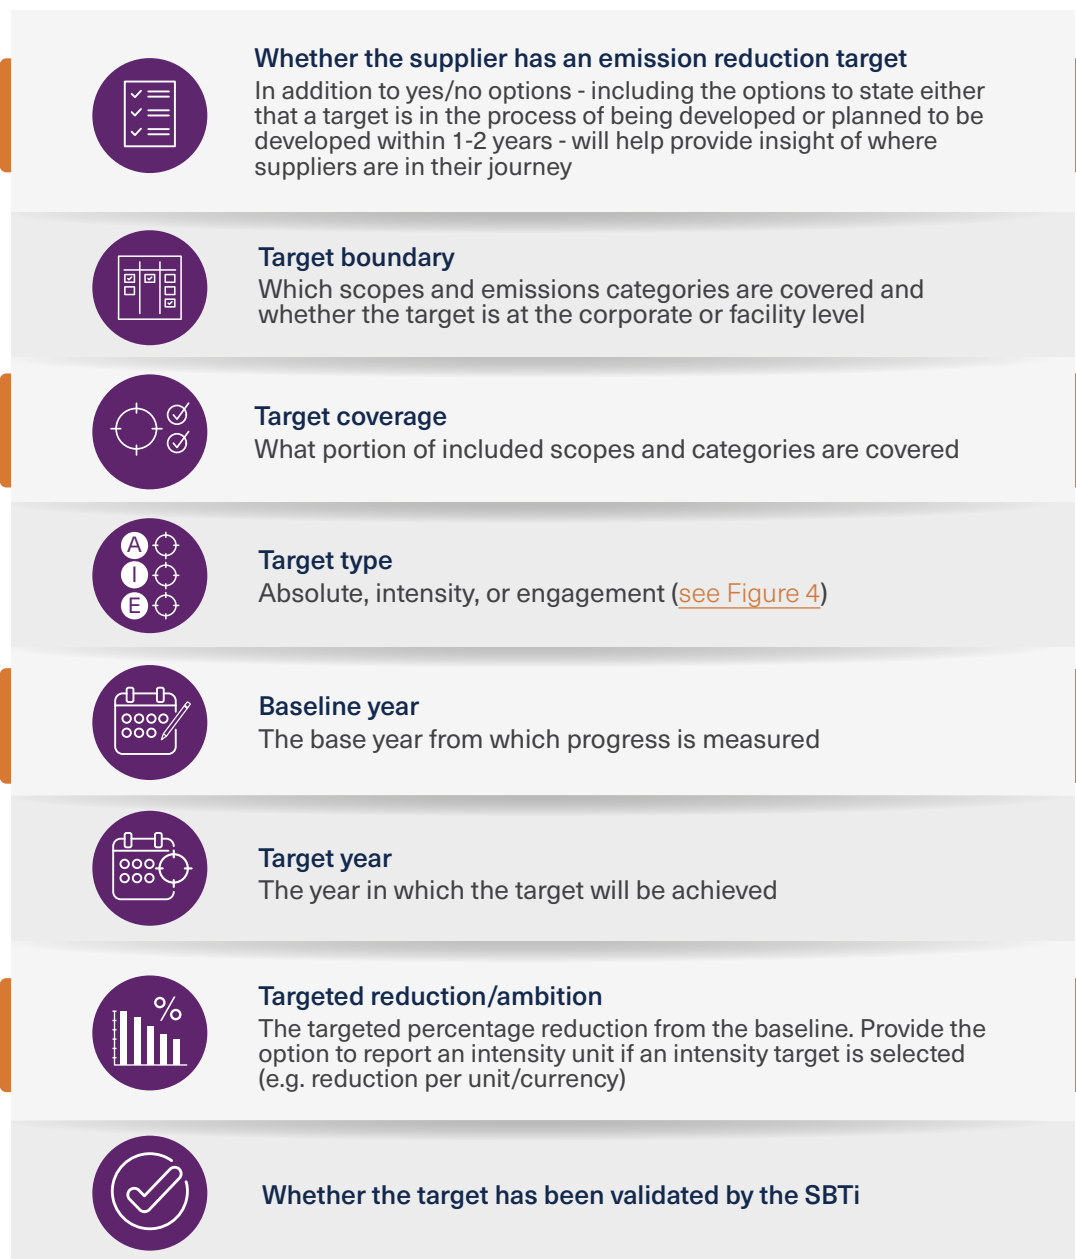 Whether the supplier has an emission reduction target
In addition to yes/no options - including the options to state either
that a target is in the process of being developed or planned to be
developed within 1-2 years - will help provide insight of where
suppliers are in their journey
Target boundary
Which scopes and emissions categories are covered and
whether the target is at the corporate or facility level
Target coverage
What portion of included scopes and categories are covered
A
I
E
Target type
Absolute, intensity, or engagement (see Figure 4)
Baseline year
The base year from which progress is measured
Target year
The year in which the target will be achieved
%
Targeted reduction/ambition
The targeted percentage reduction from the baseline. Provide the
option to report an intensity unit if an intensity target is selected
(e.g. reduction per unit/currency)
Whether the target has been validated by the SBTi